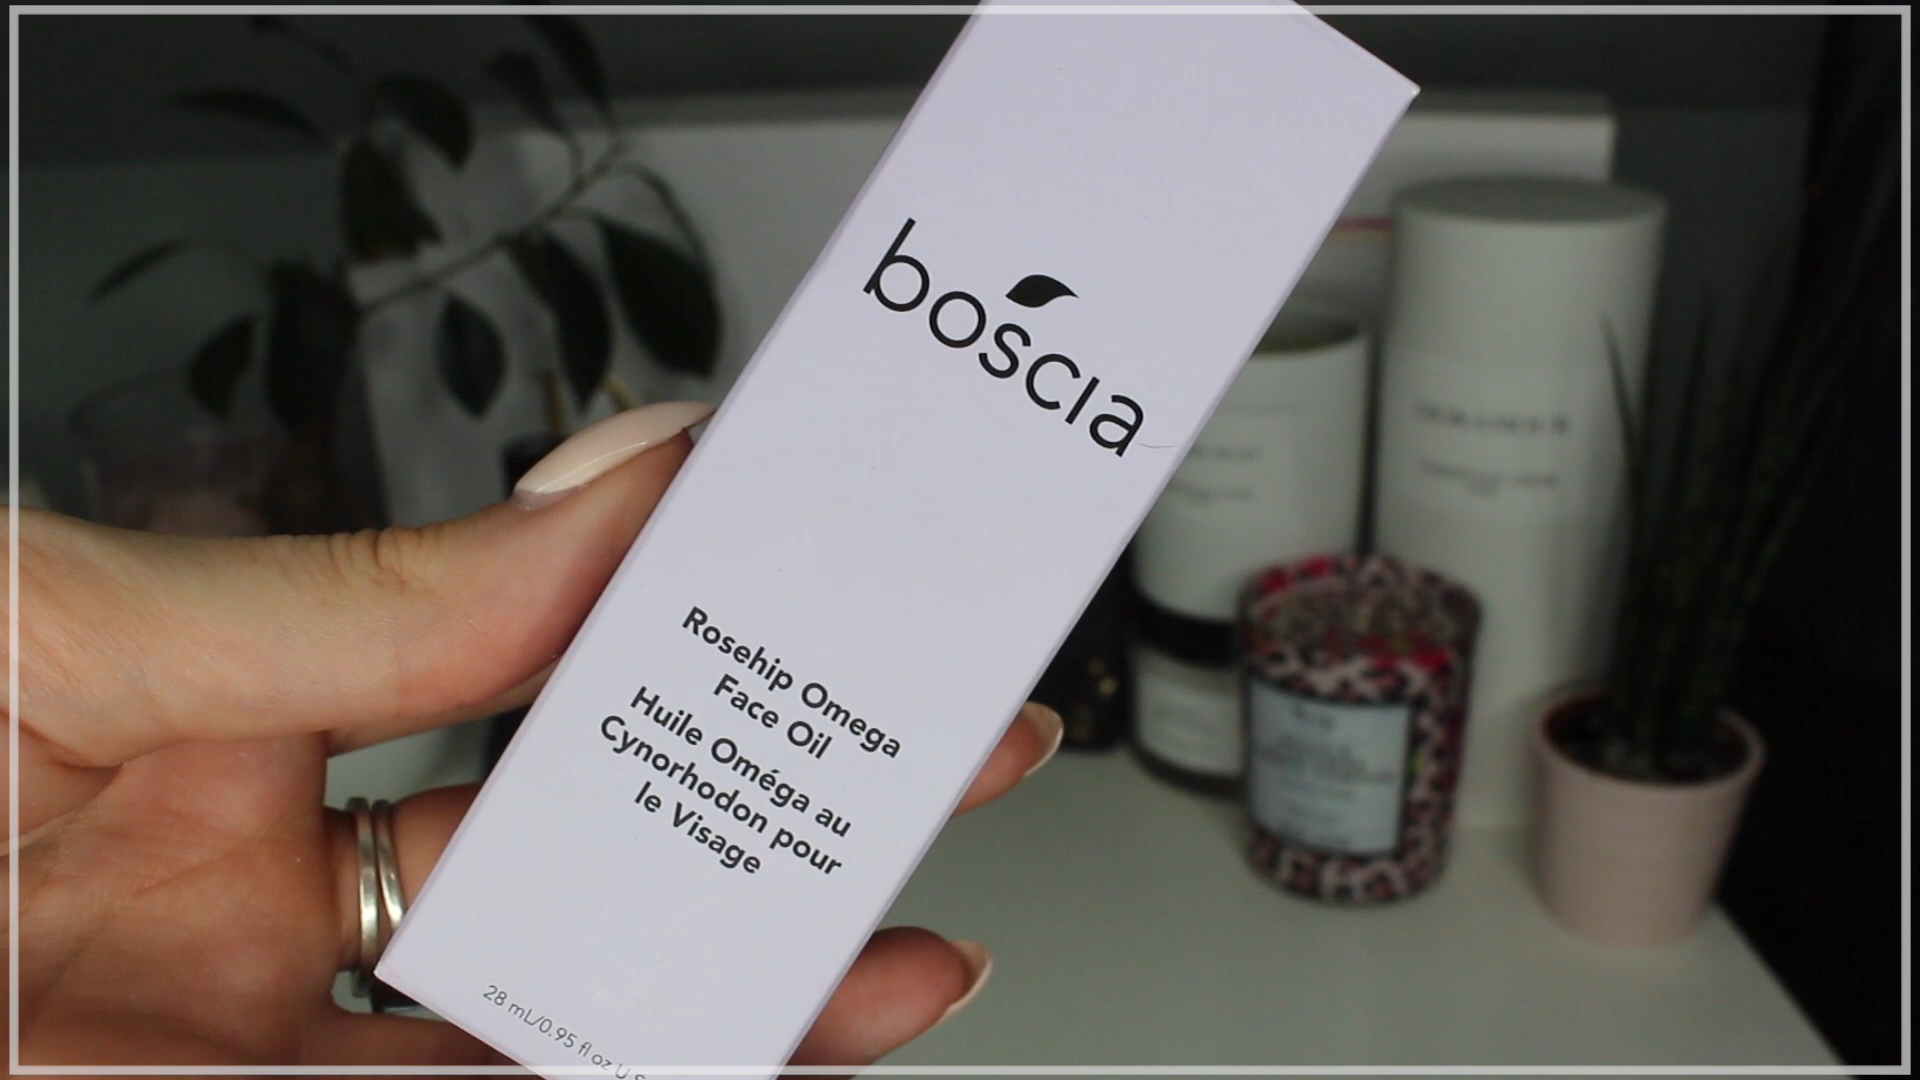 boscia
Rosehip Omega
Face Oil
Huile Oméga au
Cynorhodon pour
le Visage
28 mL/0.95 fl oz U.S.